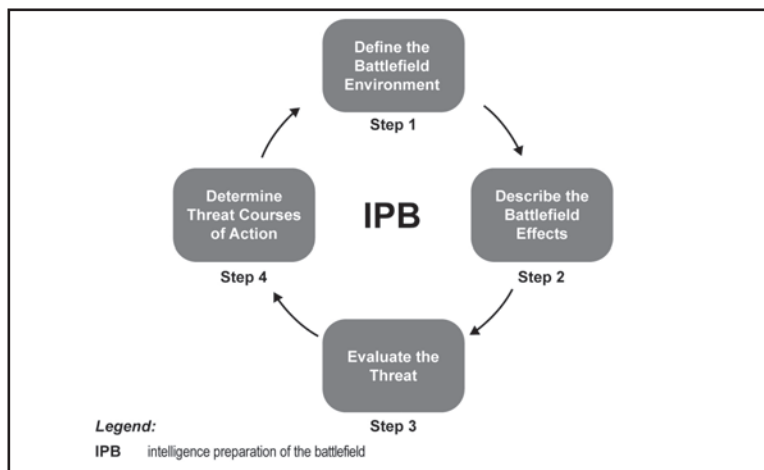 Define the
Battlefield
Environment
Step 1
Determine
Threat Courses
of Action
Step 4
IPB
Describe the
Battlefield
Effects
Step 2
Evaluate the
Threat
Step 3
Legend:
IPB intelligence preparation of the battlefield